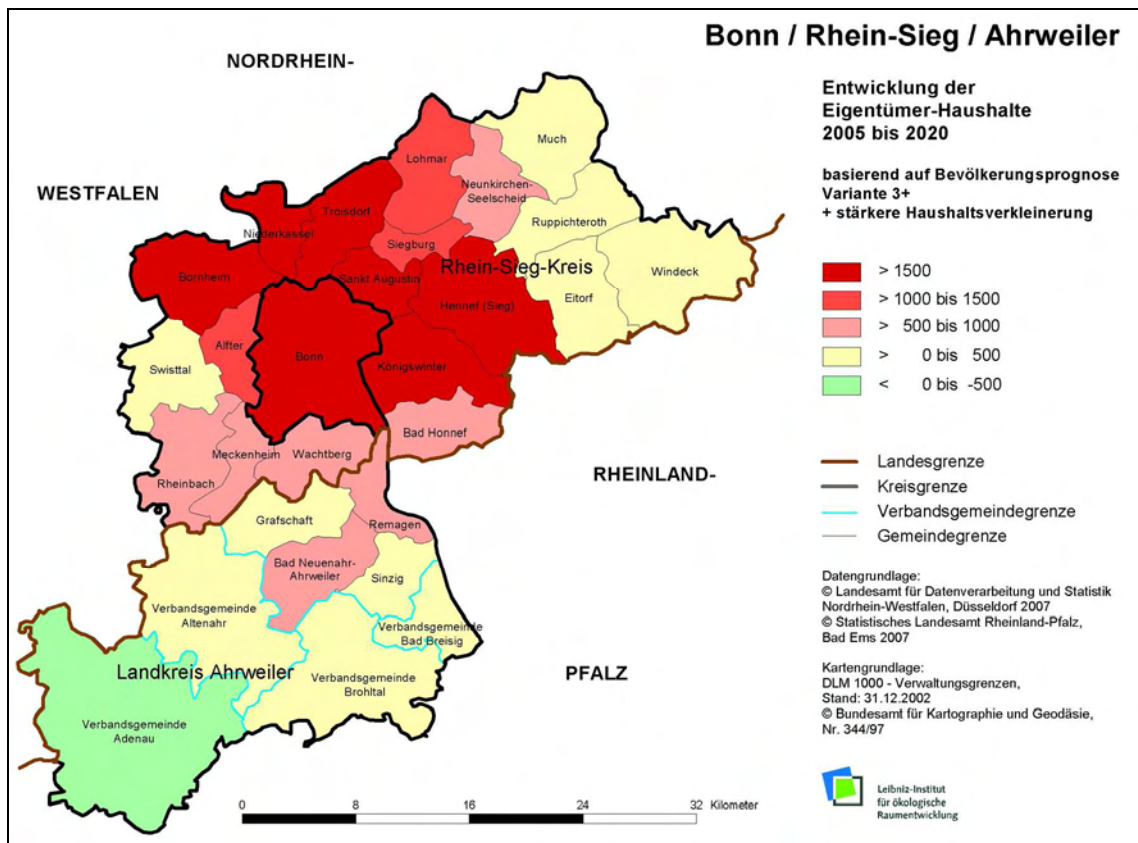 Bonn / Rhein-Sieg / Ahrweiler
NORDRHEIN-
WESTFALEN
RHEINLAND-
PFALZ
Much
Lohmar
Neunkirchen-
Seelscheid
Troisdorf
Niederkassel
Ruppichteroth
Siegburg
Rhein-Sieg-Kreis
Windeck
Bornheim
Sankt Augustin
Hennef (Sieg)
Eitorf
Alfter
Bonn
Swisttal
Königswinter
Bad Honnef
Meckenheim
Wachtberg
Rheinbach
Grafschaft
Remagen
Bad Neuenahr-
Ahrweiler
Sinzig
Verbandsgemeinde
Altenahr
Verbandsgemeinde
Bad Breisig
Landkreis Ahrweiler
Verbandsgemeinde
Brohltal
Verbandsgemeinde
Adenau
0 8 16 24 32 Kilometer
Entwicklung der
Eigentümer-Haushalte
2005 bis 2020
basierend auf Bevölkerungsprognose
Variante 3+
+ stärkere Haushaltsverkleinerung
> 1500
> 1000 bis 1500
> 500 bis 1000
> 0 bis 500
< 0 bis -500
Landesgrenze
Kreisgrenze
Verbandsgemeindegrenze
Gemeindegrenze
Datengrundlage:
© Landesamt für Datenverarbeitung und Statistik
Nordrhein-Westfalen, Düsseldorf 2007
© Statistisches Landesamt Rheinland-Pfalz,
Bad Ems 2007
Kartengrundlage:
DLM 1000 - Verwaltungsgrenzen,
Stand: 31.12.2002
© Bundesamt für Kartographie und Geodäsie,
Nr. 344/97
Leibniz-Institut
für ökologische
Raumentwicklung